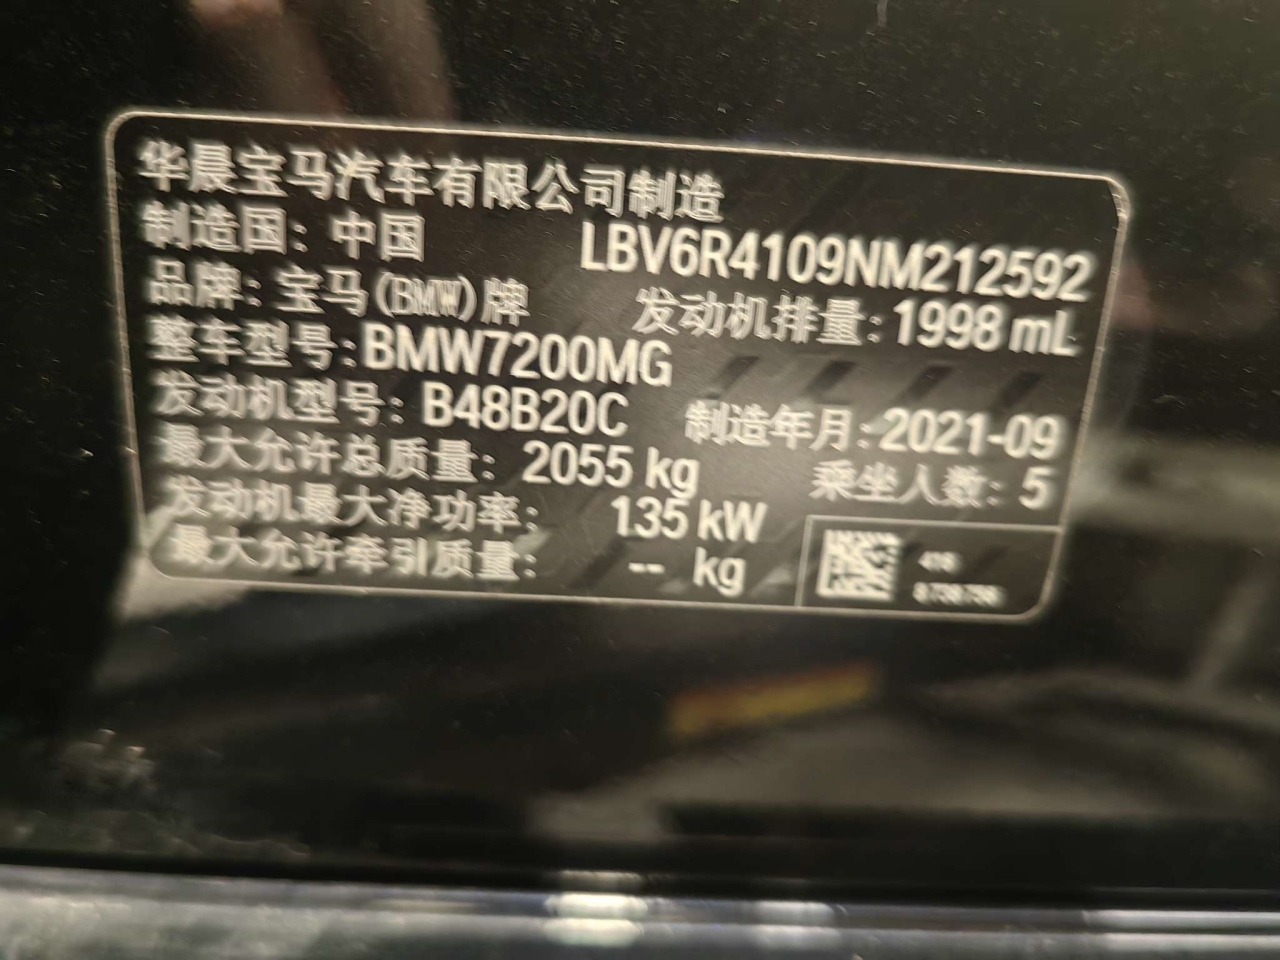 华晨宝马汽车有限公司制造
制造国：中国
LBV6R4109NM212592
品牌：宝马(BMW)牌
发动机排量：1998 mL
整车型号：BMW7200MG
发动机型号：B48B20C
制造年月：2021-09
最大允许总质量：2055 kg
乘坐人数：5
发动机最大净功率：135 kW
最大允许牵引质量：-- kg